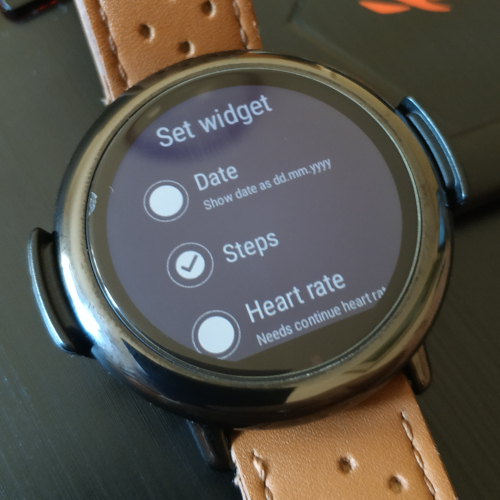 Set widget
Date
Show date as dd.mm.yyyy
Steps
Heart rate
Needs continue heart